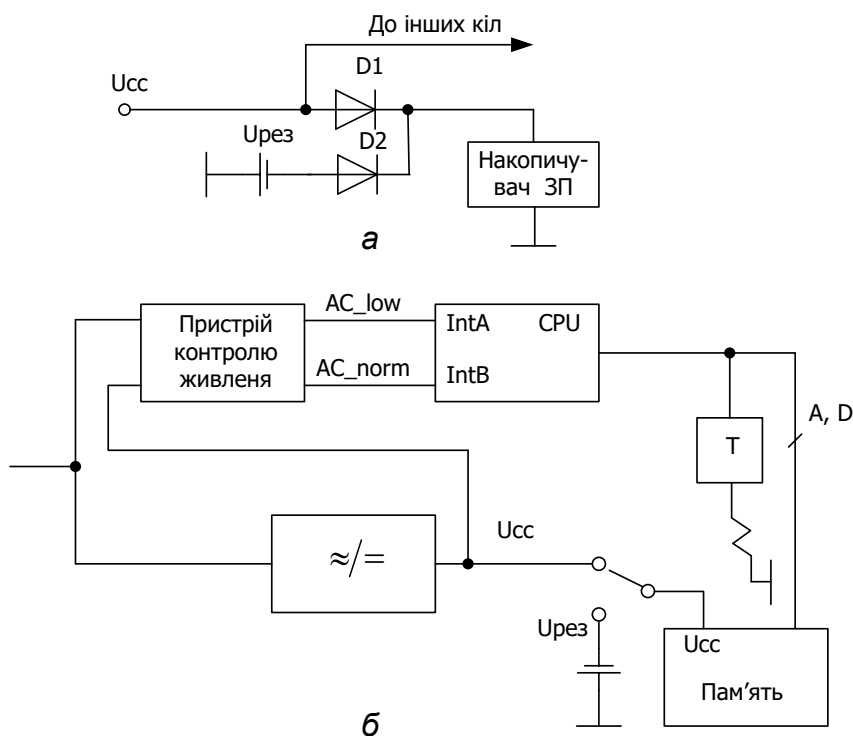 До інших кіл
D1
Ucc
Uрез
D2
Накопичу-
вач ЗП
а
AC_low
Пристрій
контролю
живленя
IntA CPU
AC_norm
IntB
A, D
T
≈/=
Ucc
Uрез
Ucc
Пам’ять
б